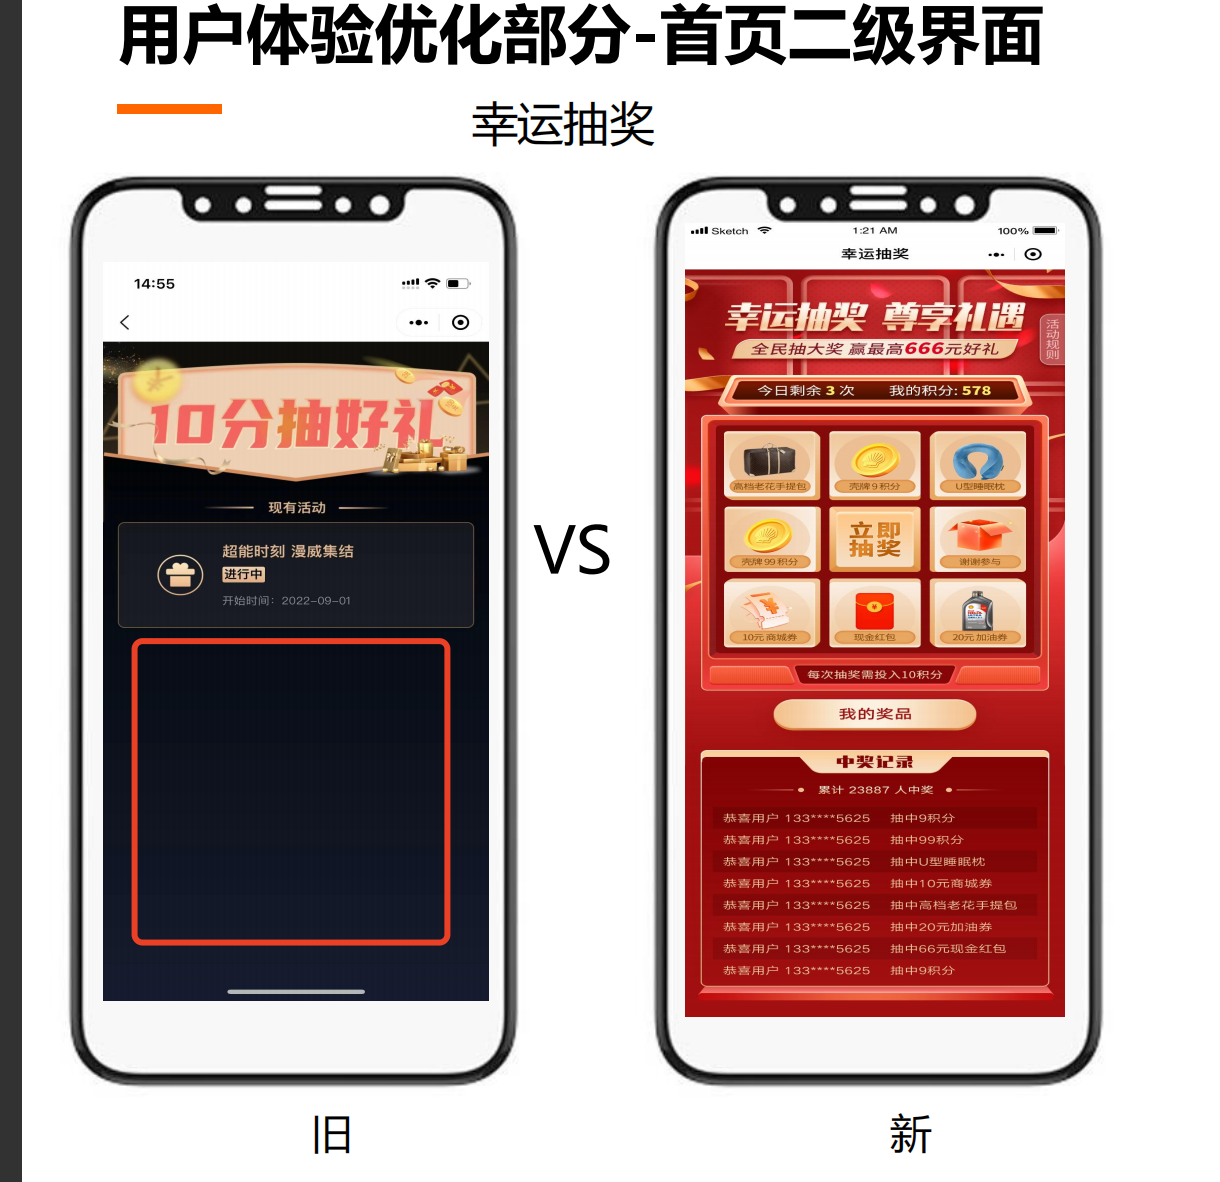 用户体验优化部分-首页二级界面
幸运抽奖
14:55
10分抽好礼
现有活动
超能时刻 漫威集结
进行中
开始时间：2022-09-01
VS
Sketch 1:21 AM 100%
幸运抽奖
幸运抽奖 尊享礼遇
活动规则
全民抽大奖 赢最高666元好礼
今日剩余 3 次 我的积分: 578
高档老花手提包 壳牌9积分 U型睡眠枕
壳牌99积分 立即抽奖 谢谢参与
10元商城券 现金红包 20元加油券
每次抽奖需投入10积分
我的奖品
中奖记录
累计 23887 人中奖
恭喜用户 133****5625 抽中9积分
恭喜用户 133****5625 抽中99积分
恭喜用户 133****5625 抽中U型睡眠枕
恭喜用户 133****5625 抽中10元商城券
恭喜用户 133****5625 抽中高档老花手提包
恭喜用户 133****5625 抽中20元加油券
恭喜用户 133****5625 抽中66元现金红包
恭喜用户 133****5625 抽中9积分
旧
新